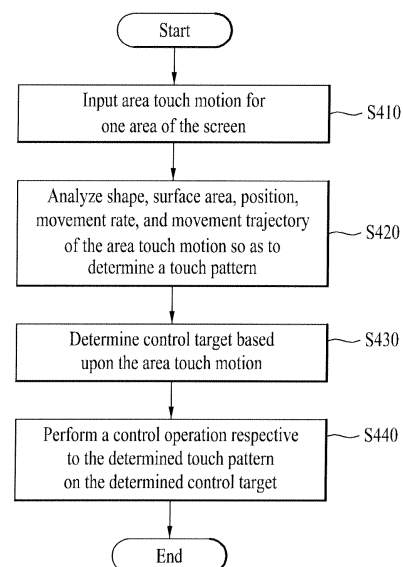 Start
Input area touch motion for
one area of the screen
S410
Analyze shape, surface area, position,
movement rate, and movement trajectory
of the area touch motion so as to
determine a touch pattern
S420
Determine control target based
upon the area touch motion
S430
Perform a control operation respective
to the determined touch pattern
on the determined control target
S440
End